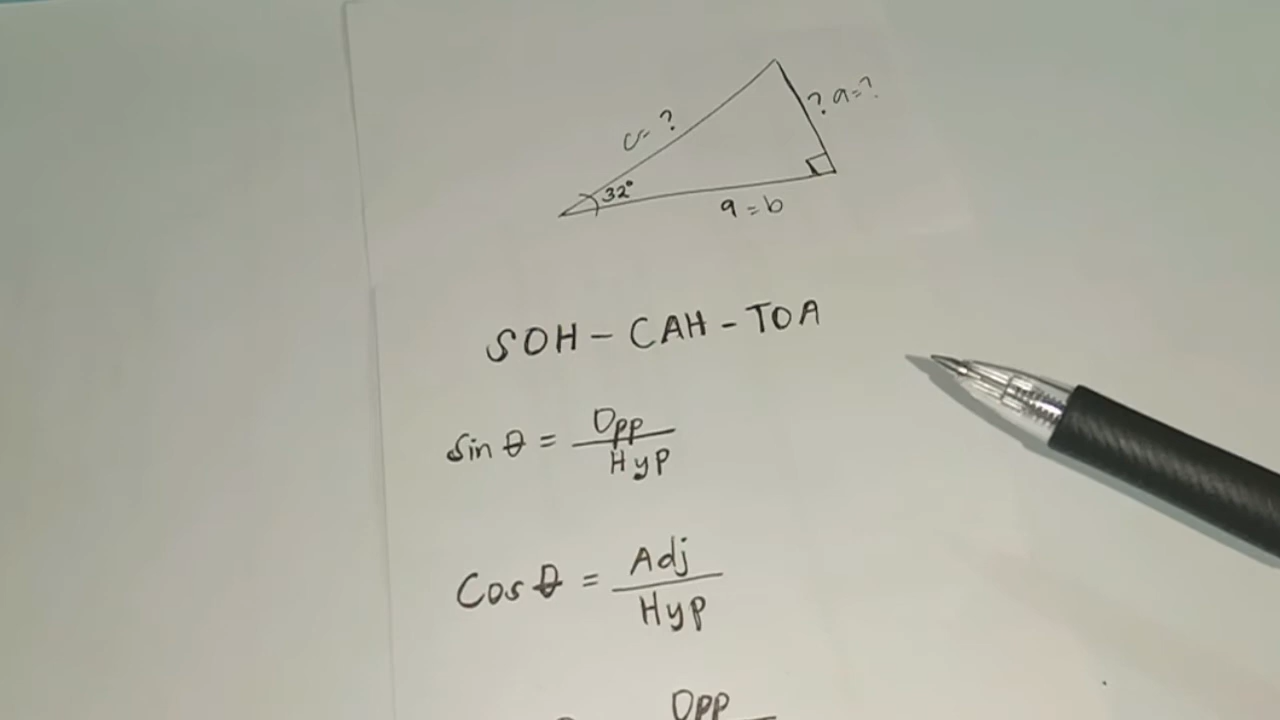 c=?
? a=?
32°
9=b
SOH - CAH - TOA
Sin θ = Opp
Hyp
Cos θ = Adj
Hyp
Opp